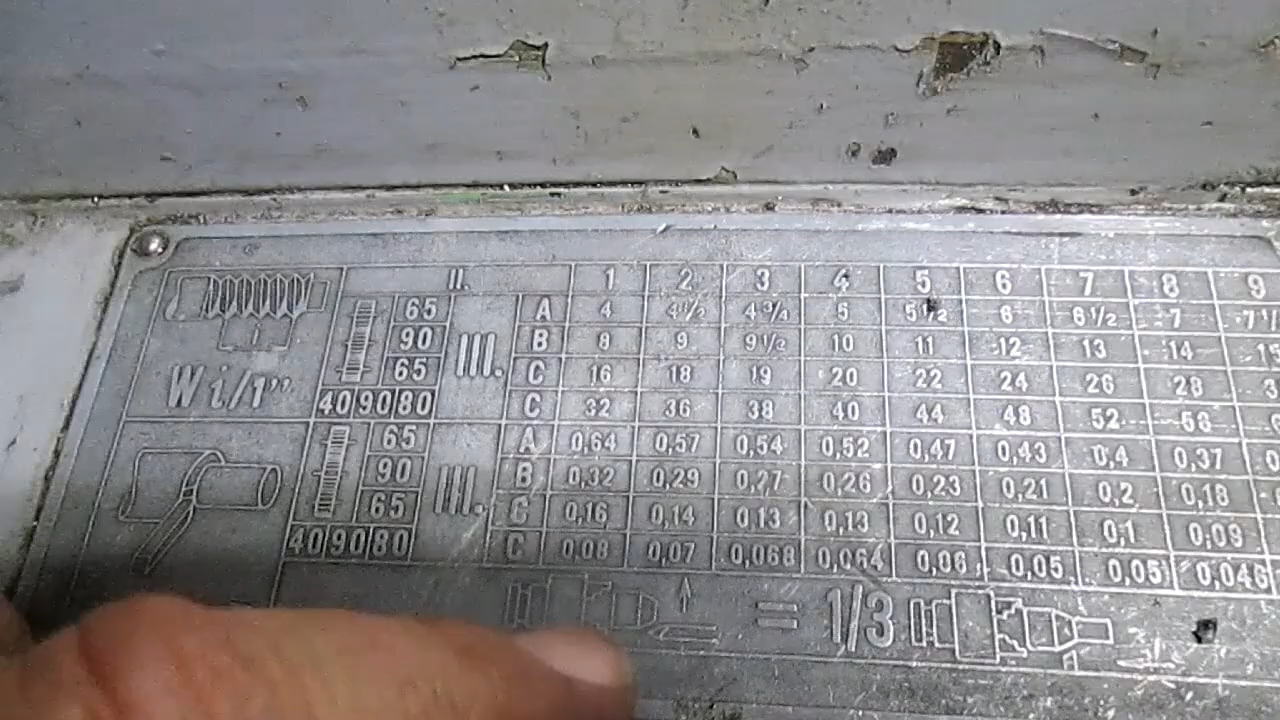 II. 1 2 3 4 5 6 7 8 9
65 A 4 4½ 4¾ 5 5½ 6 6½ 7
90 III. B 8 9 9½ 10 11 12 13 14
W i/1" 65 C 16 18 19 20 22 24 26 28
40 90 80 C 32 36 38 40 44 48 52
65 A 0,64 0,57 0,54 0,52 0,47 0,43 0,4 0,37
90 III. B 0,32 0,29 0,27 0,26 0,23 0,21 0,2 0,18
65 C 0,16 0,14 0,13 0,13 0,12 0,11 0,1 0,09
40 90 80 C 0,08 0,07 0,068 0,064 0,06 0,05 0,05 0,046
= 1/3